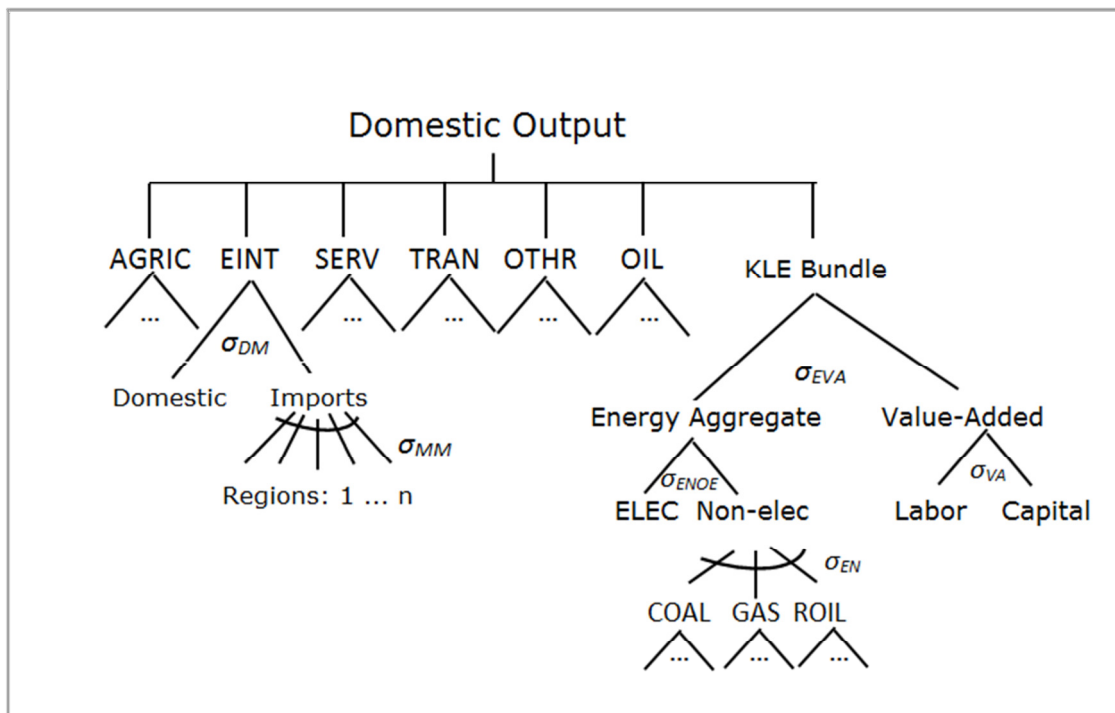 Domestic Output
AGRIC EINT SERV TRAN OTHR OIL KLE Bundle
... ... ... ... ...
σDM
σEVA
Domestic Imports
Energy Aggregate Value-Added
σMM
σENOE σVA
Regions: 1 ... n
ELEC Non-elec Labor Capital
σEN
COAL GAS ROIL
... ... ...